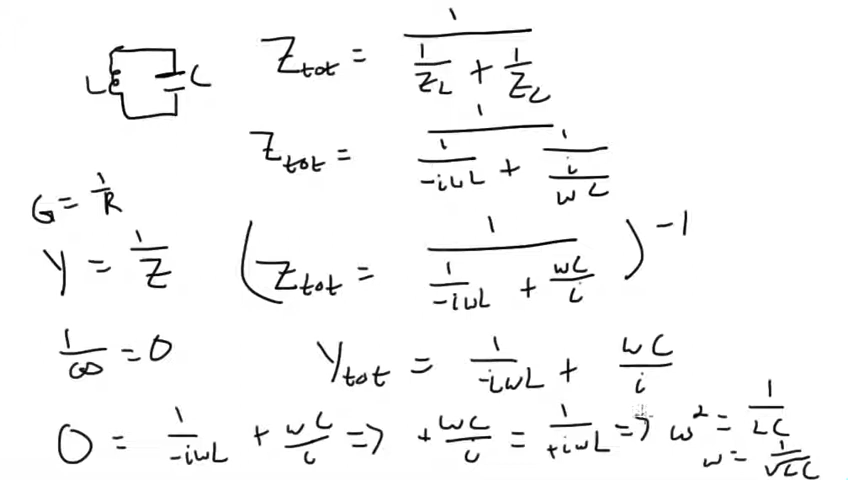 L C
Z_tot = 1/(1/Z_L + 1/Z_C)
Z_tot = 1/(1/(-iωL) + 1/(i/(ωC)))
G = 1/R
Y = 1/Z
(Z_tot = 1/(1/(-iωL) + ωC/i))^-1
1/∞ = 0
Y_tot = 1/(-iωL) + ωC/i
0 = 1/(-iωL) + ωC/i => +ωC/i = 1/(+iωL) => ω^2 = 1/(LC)
ω = 1/√(LC)